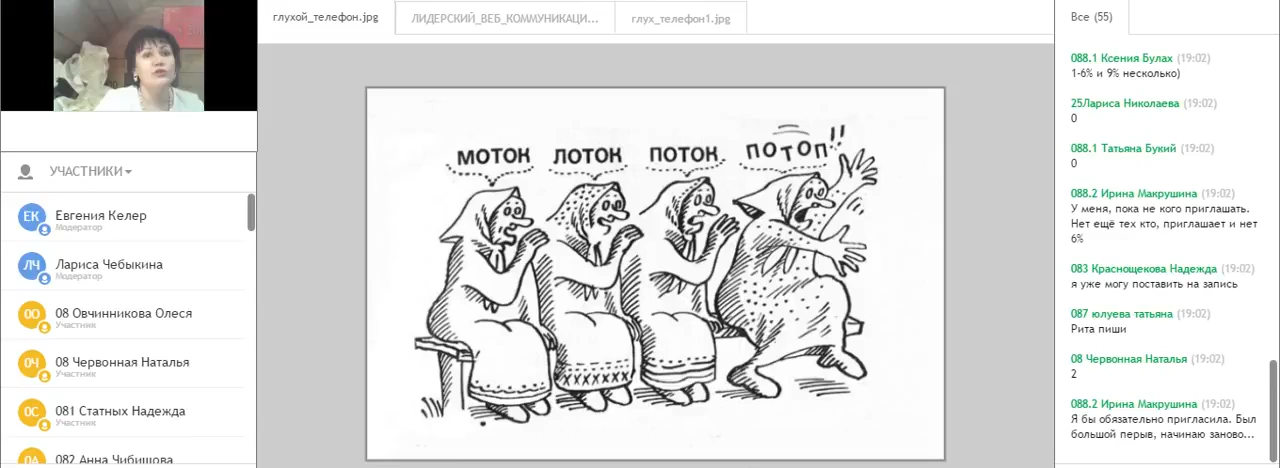 глухой_телефон.jpg
ЛИДЕРСКИЙ_ВЕБ_КОММУНИКАЦИ...
глух_телефон1.jpg
Все (55)
УЧАСТНИКИ
ЕК Евгения Келер
Модератор
ЛЧ Лариса Чебыкина
Модератор
ОО 08 Овчинникова Олеся
Участник
ОЧ 08 Червонная Наталья
Участник
ОС 081 Статных Надежда
Участник
ОА 082 Анна Чибишова
МОТОК ЛОТОК ПОТОК ПОТОП!!
088.1 Ксения Булах (19:02)
1-6% и 9% несколько)
25Лариса Николаева (19:02)
0
088.1 Татьяна Букий (19:02)
0
088.2 Ирина Макрушина (19:02)
У меня, пока не кого приглашать.
Нет ещё тех кто, приглашает и нет
6%
083 Краснощекова Надежда (19:02)
я уже могу поставить на запись
087 юлуева татьяна (19:02)
Рита пиши
08 Червонная Наталья (19:02)
2
088.2 Ирина Макрушина (19:02)
Я бы обязательно пригласила. Был
большой перыв, начинаю заново...